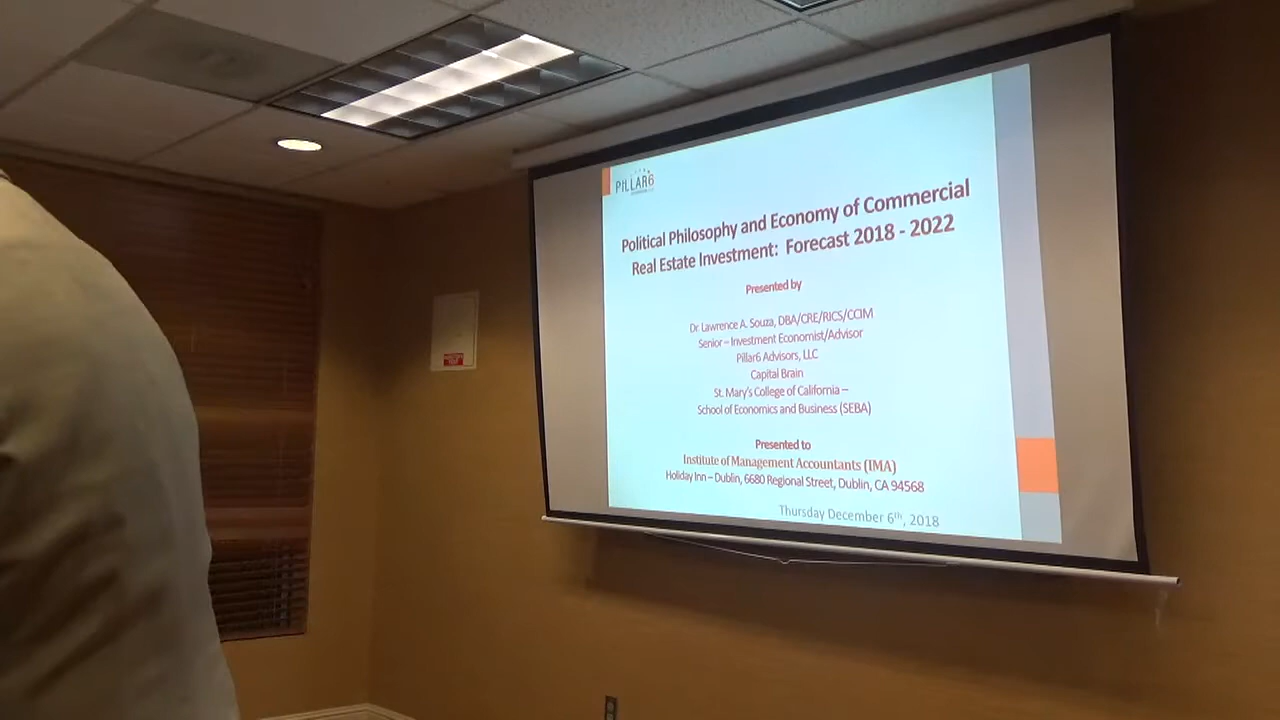 PILLAR6
Political Philosophy and Economy of Commercial
Real Estate Investment: Forecast 2018 - 2022
Presented by
Dr. Lawrence A. Souza, DBA/CRE/RICS/CCIM
Senior – Investment Economist/Advisor
Pillar6 Advisors, LLC
Capital Brain
St. Mary's College of California –
School of Economics and Business (SEBA)
Presented to
Institute of Management Accountants (IMA)
Holiday Inn – Dublin, 6680 Regional Street, Dublin, CA 94568
Thursday December 6th, 2018